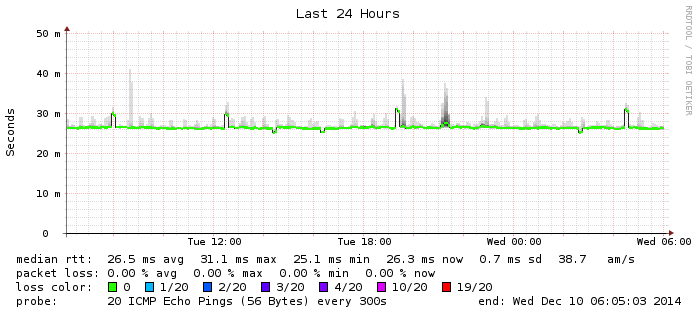 Last 24 Hours
RRDTOOL / TOBI OETIKER
Seconds
50 m
40 m
30 m
20 m
10 m
0
Tue 12:00 Tue 18:00 Wed 00:00 Wed 06:00
median rtt: 26.5 ms avg 31.1 ms max 25.1 ms min 26.3 ms now 0.7 ms sd 38.7 am/s
packet loss: 0.00 % avg 0.00 % max 0.00 % min 0.00 % now
loss color: 0 1/20 2/20 3/20 4/20 10/20 19/20
probe: 20 ICMP Echo Pings (56 Bytes) every 300s end: Wed Dec 10 06:05:03 2014